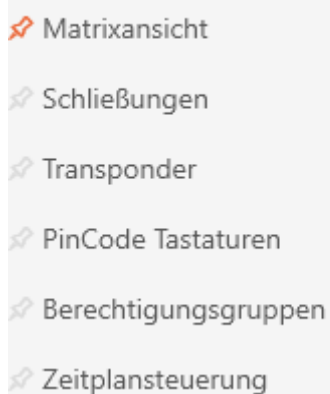 Matrixansicht
Schließungen
Transponder
PinCode Tastaturen
Berechtigungsgruppen
Zeitplansteuerung